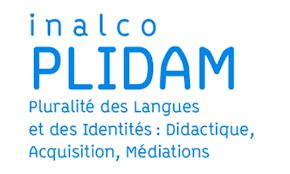 inalco
PLIDAM
Pluralité des Langues
et des Identités : Didactique,
Acquisition, Médiations